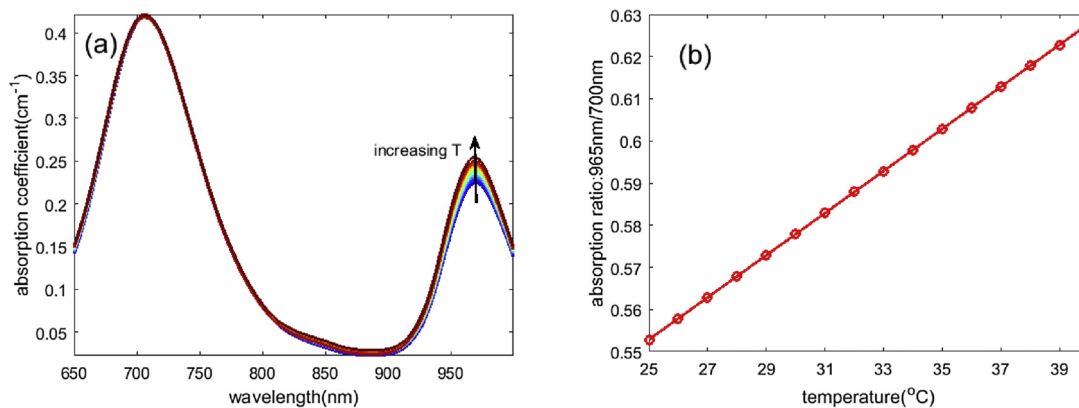 (a)
absorption coefficient(cm-1)
0.4
0.35
0.3
0.25
0.2
0.15
0.1
0.05
increasing T
650 700 750 800 850 900 950
wavelength(nm)
(b)
absorption ratio:965nm/700nm
0.63
0.62
0.61
0.6
0.59
0.58
0.57
0.56
0.55
25 27 29 31 33 35 37 39
temperature(oC)